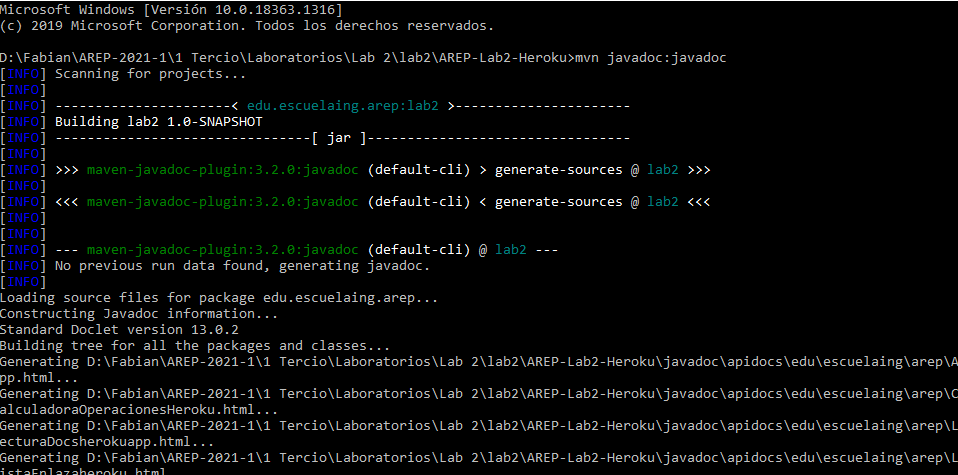 Microsoft Windows [Versión 10.0.18363.1316]
(c) 2019 Microsoft Corporation. Todos los derechos reservados.
D:\Fabian\AREP-2021-1\1 Tercio\Laboratorios\Lab 2\lab2\AREP-Lab2-Heroku>mvn javadoc:javadoc
[INFO] Scanning for projects...
[INFO]
[INFO] ----------------------< edu.escuelaing.arep:lab2 >----------------------
[INFO] Building lab2 1.0-SNAPSHOT
[INFO] --------------------------------[ jar ]---------------------------------
[INFO]
[INFO] >>> maven-javadoc-plugin:3.2.0:javadoc (default-cli) > generate-sources @ lab2 >>>
[INFO]
[INFO] <<< maven-javadoc-plugin:3.2.0:javadoc (default-cli) < generate-sources @ lab2 <<<
[INFO]
[INFO]
[INFO] --- maven-javadoc-plugin:3.2.0:javadoc (default-cli) @ lab2 ---
[INFO] No previous run data found, generating javadoc.
[INFO]
Loading source files for package edu.escuelaing.arep...
Constructing Javadoc information...
Standard Doclet version 13.0.2
Building tree for all the packages and classes...
Generating D:\Fabian\AREP-2021-1\1 Tercio\Laboratorios\Lab 2\lab2\AREP-Lab2-Heroku\javadoc\apidocs\edu\escuelaing\arep\A
pp.html...
Generating D:\Fabian\AREP-2021-1\1 Tercio\Laboratorios\Lab 2\lab2\AREP-Lab2-Heroku\javadoc\apidocs\edu\escuelaing\arep\C
alculadoraOperacionesHeroku.html...
Generating D:\Fabian\AREP-2021-1\1 Tercio\Laboratorios\Lab 2\lab2\AREP-Lab2-Heroku\javadoc\apidocs\edu\escuelaing\arep\L
ecturaDocsherokuapp.html...
Generating D:\Fabian\AREP-2021-1\1 Tercio\Laboratorios\Lab 2\lab2\AREP-Lab2-Heroku\javadoc\apidocs\edu\escuelaing\arep\L
istaEnlazaheroku.html